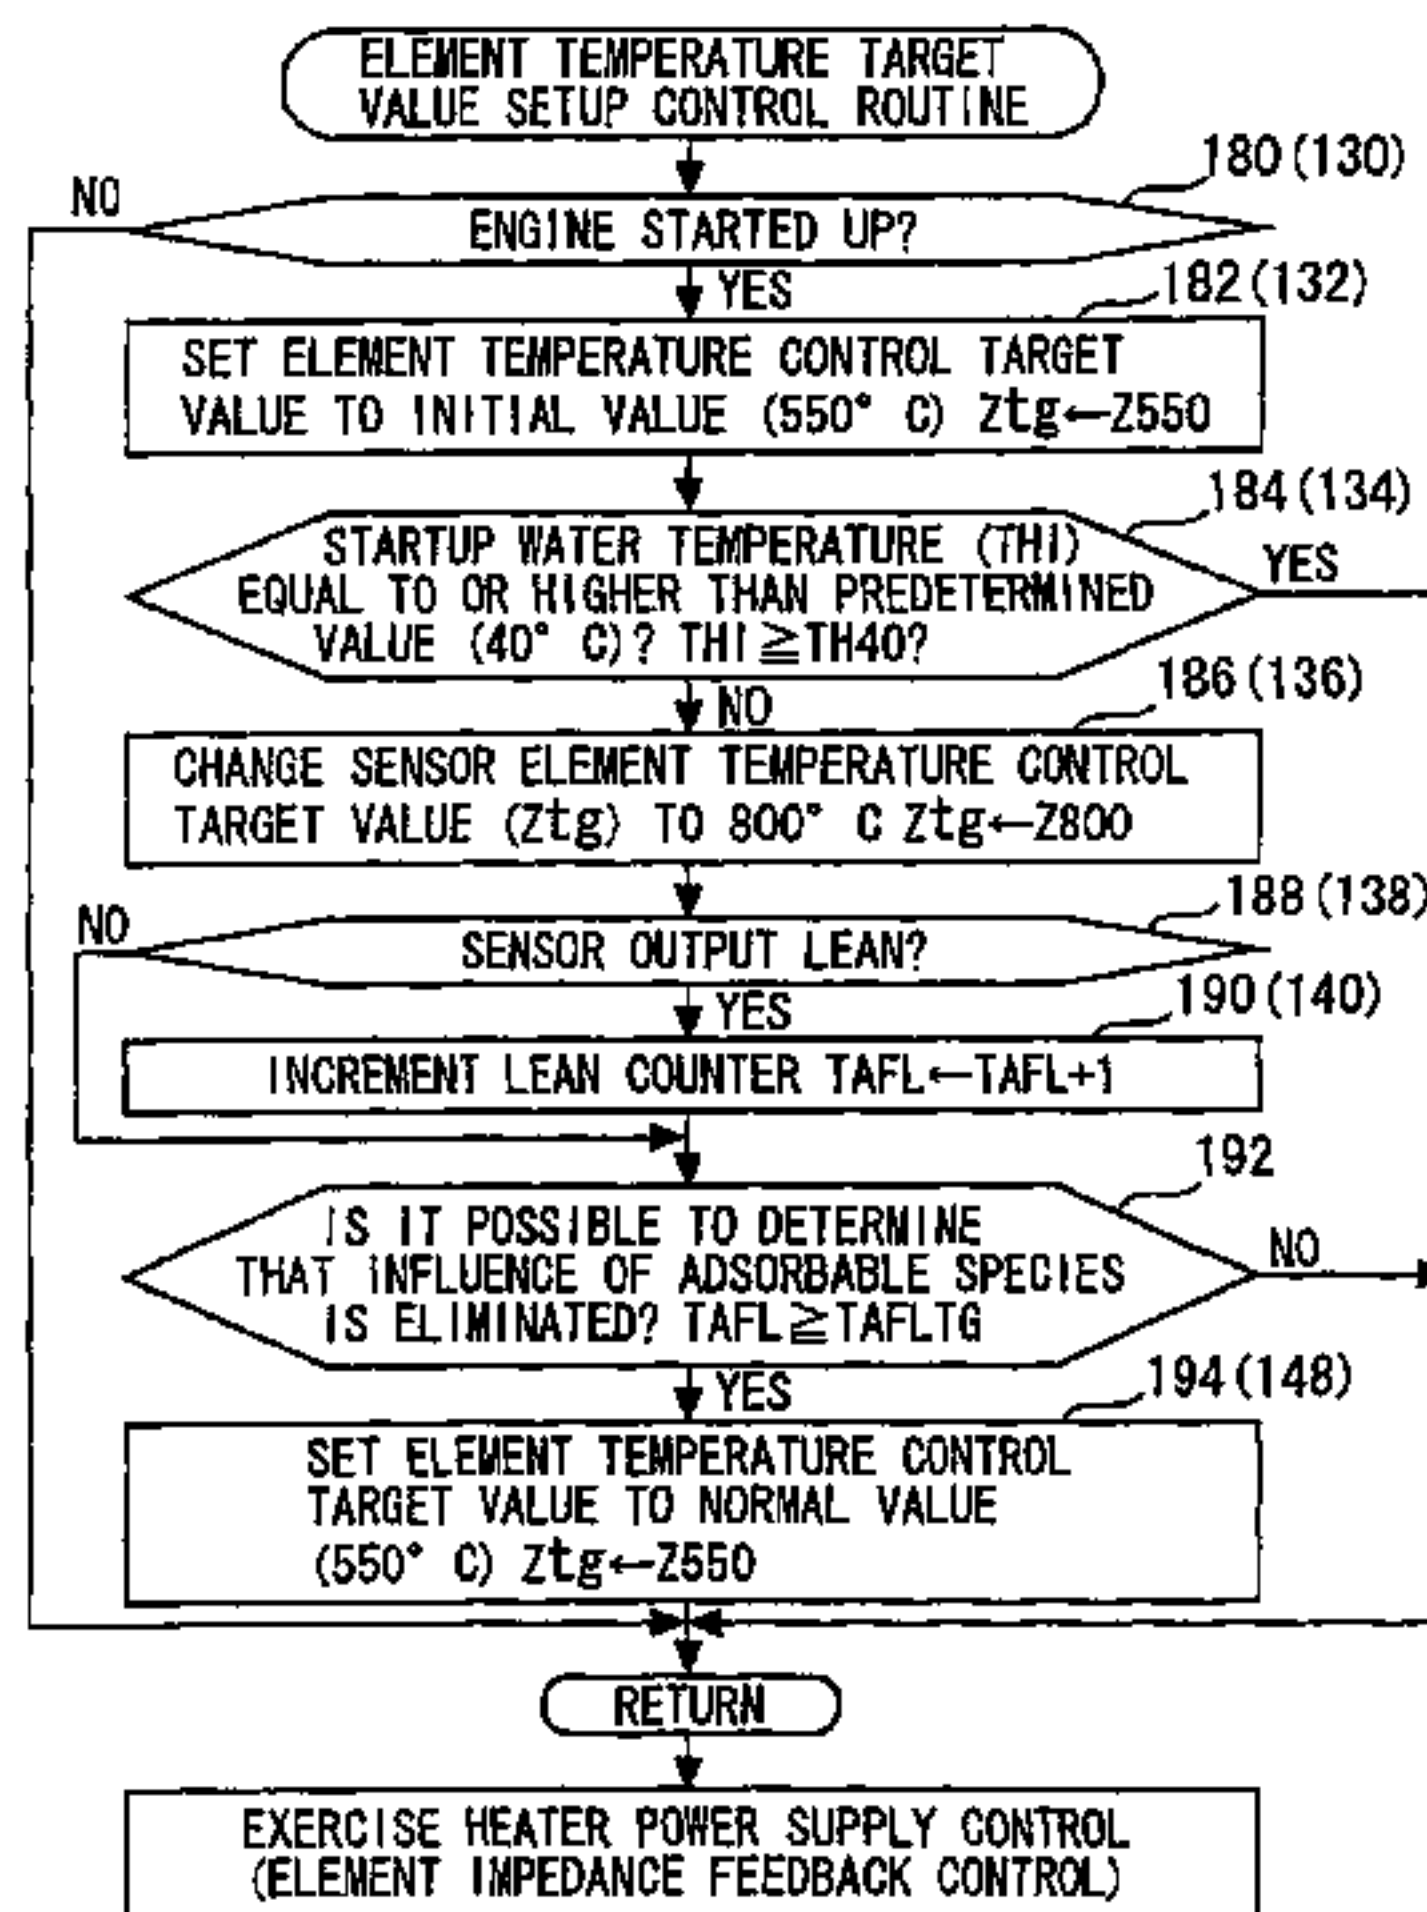 ELEMENT TEMPERATURE TARGET
VALUE SETUP CONTROL ROUTINE
180(130)
NO
ENGINE STARTED UP?
YES
182(132)
SET ELEMENT TEMPERATURE CONTROL TARGET
VALUE TO INITIAL VALUE (550° C) Ztg←Z550
184(134)
STARTUP WATER TEMPERATURE (THI)
EQUAL TO OR HIGHER THAN PREDETERMINED
VALUE (40° C)? THI≧TH40?
YES
NO
186(136)
CHANGE SENSOR ELEMENT TEMPERATURE CONTROL
TARGET VALUE (Ztg) TO 800° C Ztg←Z800
188(138)
NO
SENSOR OUTPUT LEAN?
YES
190(140)
INCREMENT LEAN COUNTER TAFL←TAFL+1
192
IS IT POSSIBLE TO DETERMINE
THAT INFLUENCE OF ADSORBABLE SPECIES
IS ELIMINATED? TAFL≧TAFLTG
NO
YES
194(148)
SET ELEMENT TEMPERATURE CONTROL
TARGET VALUE TO NORMAL VALUE
(550° C) Ztg←Z550
RETURN
EXERCISE HEATER POWER SUPPLY CONTROL
(ELEMENT IMPEDANCE FEEDBACK CONTROL)